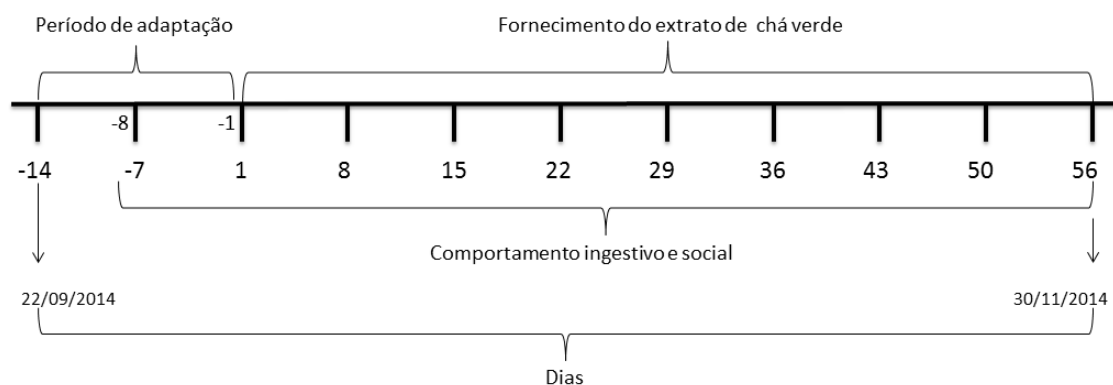 Período de adaptação
Fornecimento do extrato de chá verde
-8 -1
-14 -7 1 8 15 22 29 36 43 50 56
Comportamento ingestivo e social
22/09/2014 30/11/2014
Dias